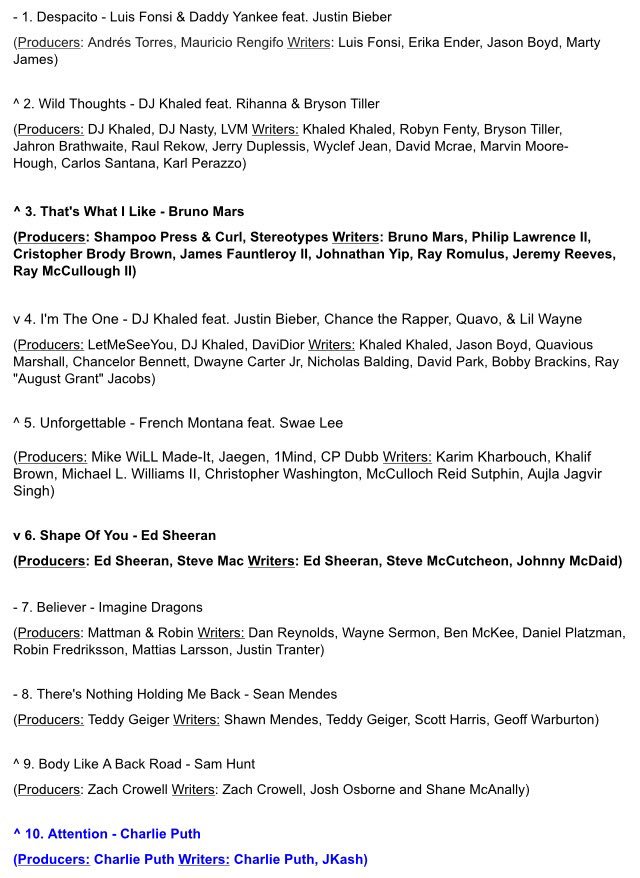 - 1. Despacito - Luis Fonsi & Daddy Yankee feat. Justin Bieber
(Producers: Andrés Torres, Mauricio Rengifo Writers: Luis Fonsi, Erika Ender, Jason Boyd, Marty
James)
^ 2. Wild Thoughts - DJ Khaled feat. Rihanna & Bryson Tiller
(Producers: DJ Khaled, DJ Nasty, LVM Writers: Khaled Khaled, Robyn Fenty, Bryson Tiller,
Jahron Brathwaite, Raul Rekow, Jerry Duplessis, Wyclef Jean, David Mcrae, Marvin Moore-
Hough, Carlos Santana, Karl Perazzo)
^ 3. That's What I Like - Bruno Mars
(Producers: Shampoo Press & Curl, Stereotypes Writers: Bruno Mars, Philip Lawrence II,
Cristopher Brody Brown, James Fauntleroy II, Johnathan Yip, Ray Romulus, Jeremy Reeves,
Ray McCullough II)
v 4. I'm The One - DJ Khaled feat. Justin Bieber, Chance the Rapper, Quavo, & Lil Wayne
(Producers: LetMeSeeYou, DJ Khaled, DaviDior Writers: Khaled Khaled, Jason Boyd, Quavious
Marshall, Chancelor Bennett, Dwayne Carter Jr, Nicholas Balding, David Park, Bobby Brackins, Ray
"August Grant" Jacobs)
^ 5. Unforgettable - French Montana feat. Swae Lee
(Producers: Mike WiLL Made-It, Jaegen, 1Mind, CP Dubb Writers: Karim Kharbouch, Khalif
Brown, Michael L. Williams II, Christopher Washington, McCulloch Reid Sutphin, Aujla Jagvir
Singh)
v 6. Shape Of You - Ed Sheeran
(Producers: Ed Sheeran, Steve Mac Writers: Ed Sheeran, Steve McCutcheon, Johnny McDaid)
- 7. Believer - Imagine Dragons
(Producers: Mattman & Robin Writers: Dan Reynolds, Wayne Sermon, Ben McKee, Daniel Platzman,
Robin Fredriksson, Mattias Larsson, Justin Tranter)
- 8. There's Nothing Holding Me Back - Sean Mendes
(Producers: Teddy Geiger Writers: Shawn Mendes, Teddy Geiger, Scott Harris, Geoff Warburton)
^ 9. Body Like A Back Road - Sam Hunt
(Producers: Zach Crowell Writers: Zach Crowell, Josh Osborne and Shane McAnally)
^ 10. Attention - Charlie Puth
(Producers: Charlie Puth Writers: Charlie Puth, JKash)